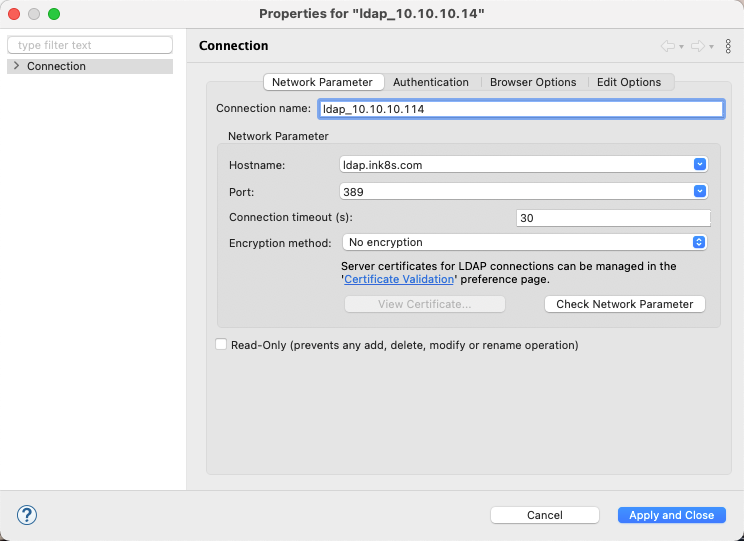 Properties for "ldap_10.10.10.14"
type filter text
Connection
Connection
Network Parameter
Authentication
Browser Options
Edit Options
Connection name: ldap_10.10.10.114
Network Parameter
Hostname: ldap.ink8s.com
Port: 389
Connection timeout (s): 30
Encryption method: No encryption
Server certificates for LDAP connections can be managed in the
'Certificate Validation' preference page.
View Certificate...
Check Network Parameter
Read-Only (prevents any add, delete, modify or rename operation)
?
Cancel
Apply and Close